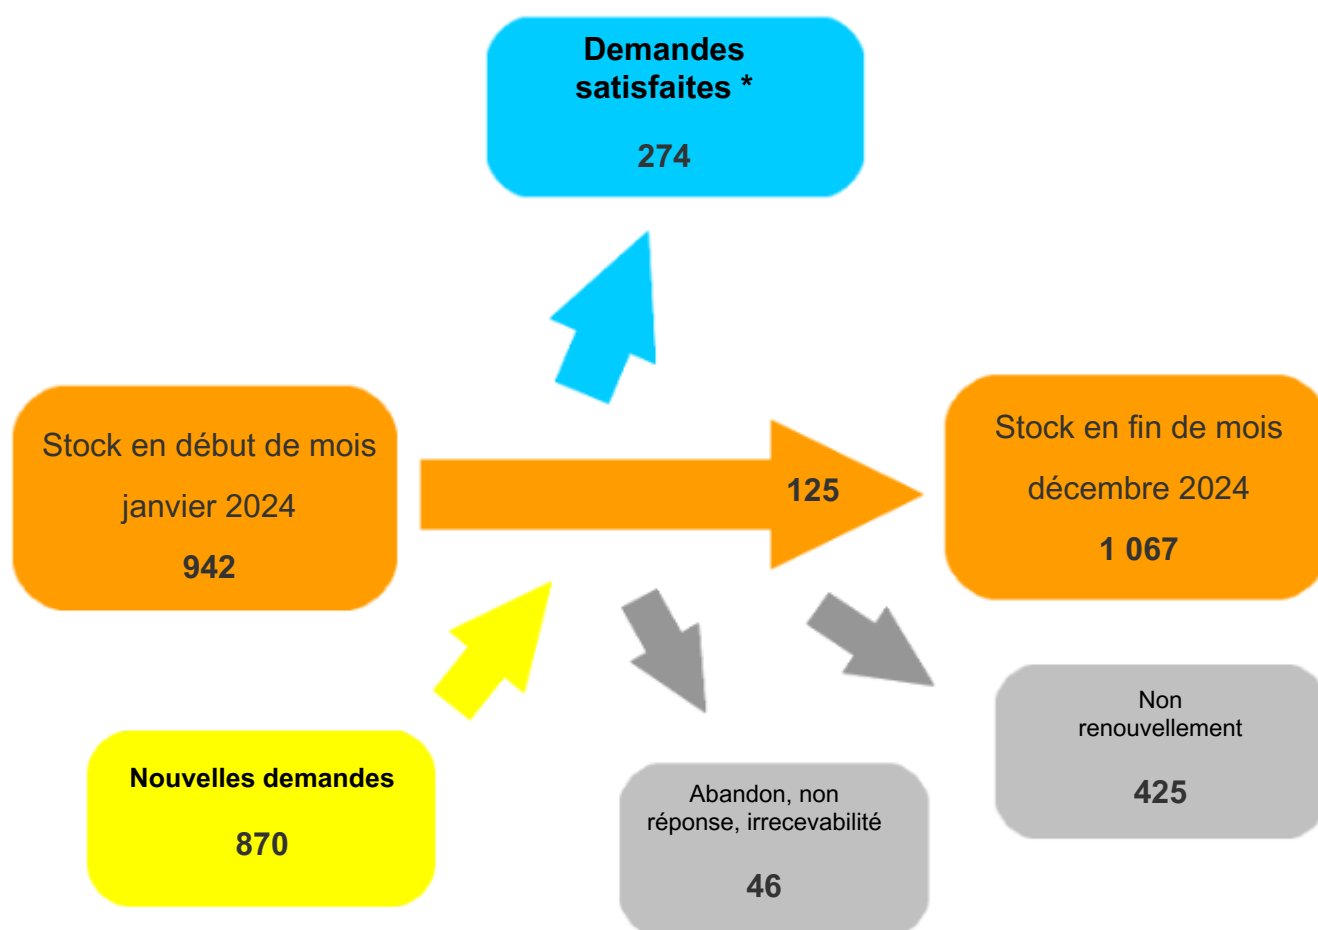 Demandes
satisfaites *
274
Stock en début de mois
janvier 2024
942
125
Stock en fin de mois
décembre 2024
1 067
Nouvelles demandes
870
Abandon, non
réponse, irrecevabilité
46
Non
renouvellement
425